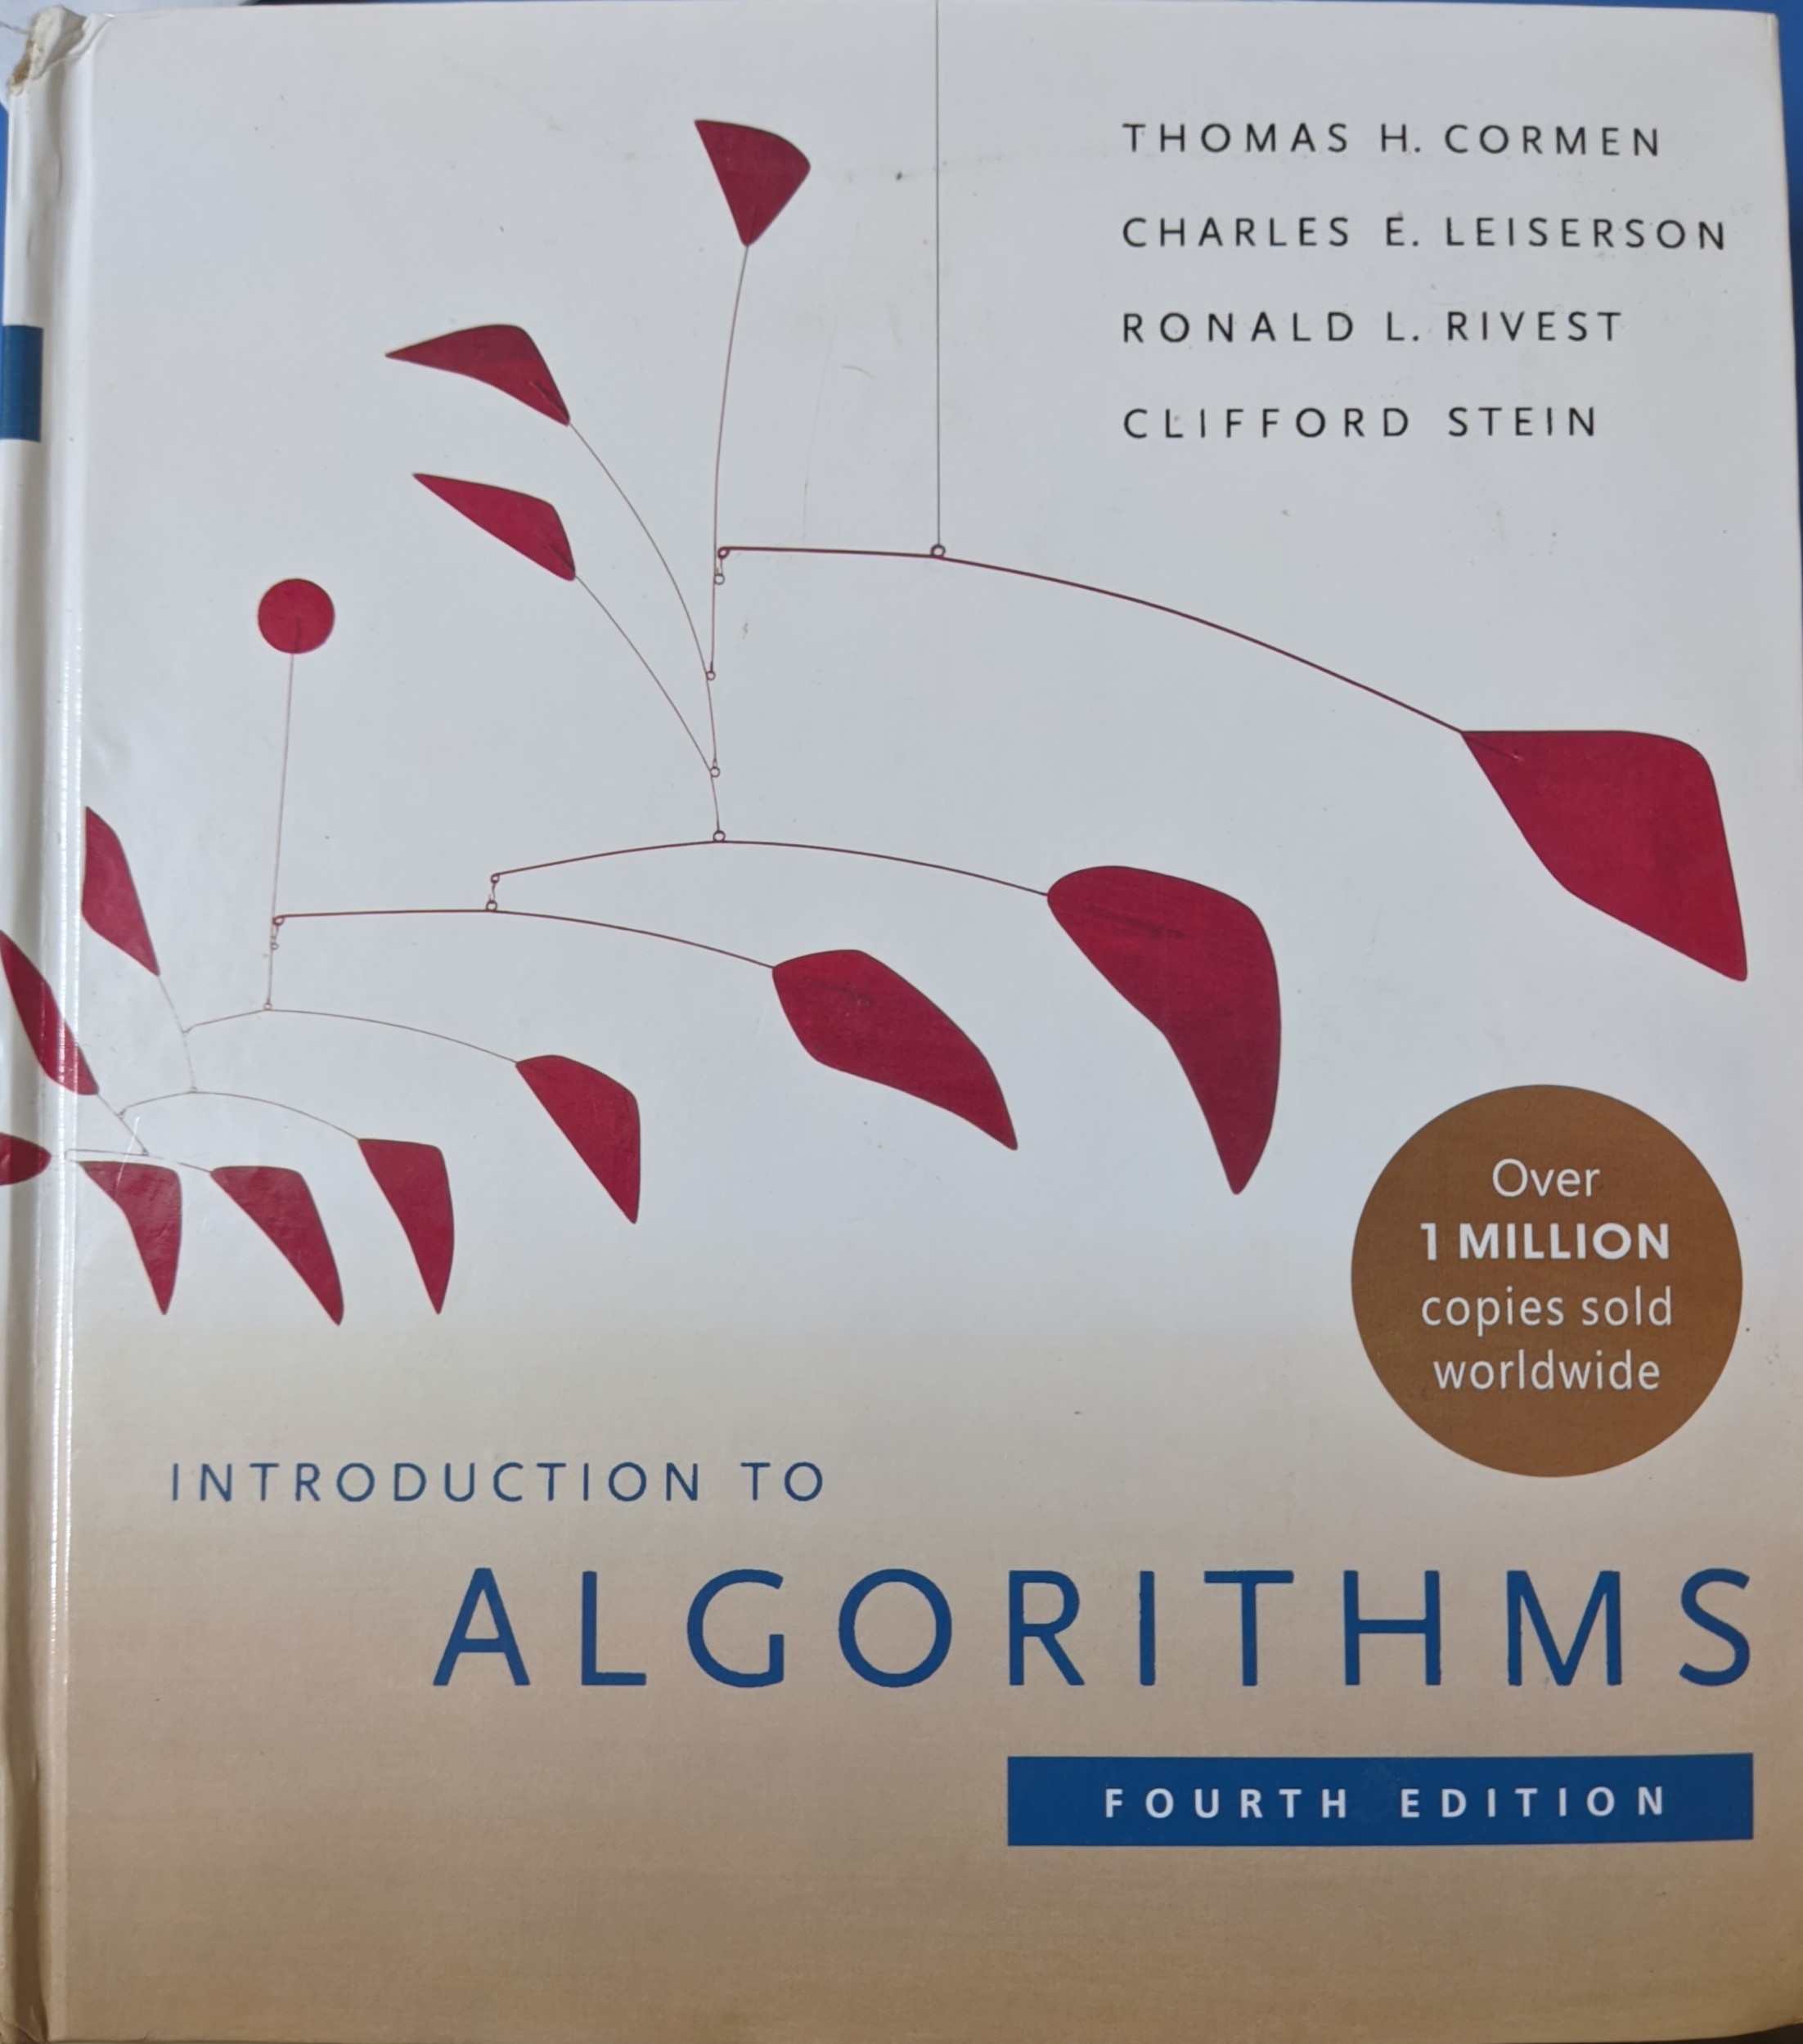 THOMAS H. CORMEN
CHARLES E. LEISERSON
RONALD L. RIVEST
CLIFFORD STEIN
Over
1 MILLION
copies sold
worldwide
INTRODUCTION TO
ALGORITHMS
FOURTH EDITION